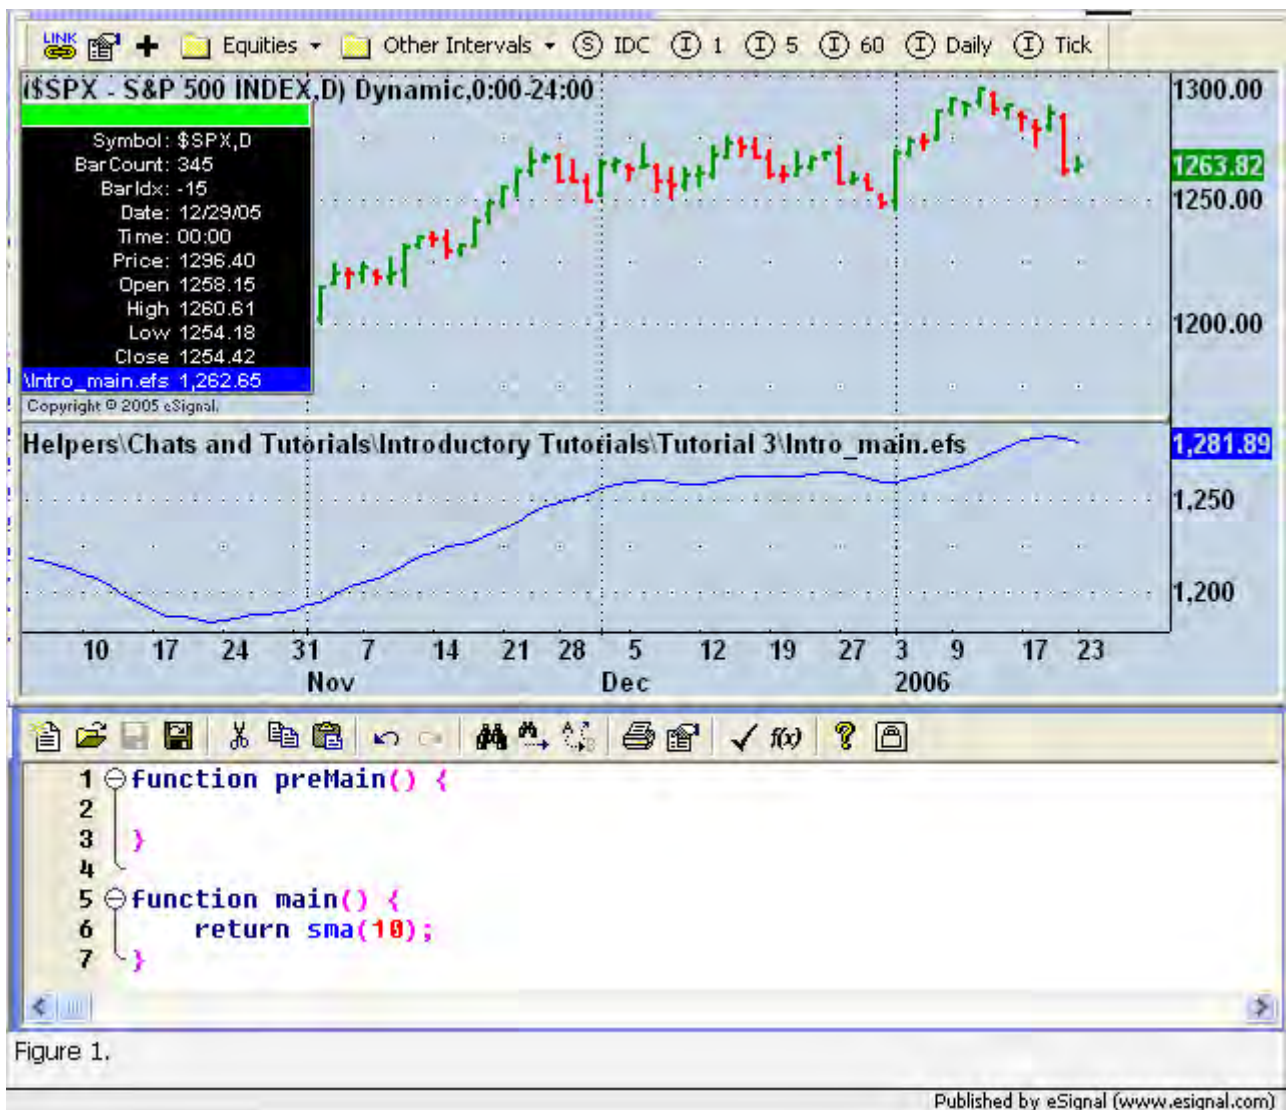 LINK Equities Other Intervals S IDC I 1 I 5 I 60 I Daily I Tick
($SPX - S&P 500 INDEX,D) Dynamic,0:00-24:00
1300.00
Symbol: $SPX,D
BarCount: 345
BarIdx: -15
Date: 12/29/05
Time: 00:00
Price: 1296.40
Open 1258.15
High 1260.61
Low 1254.18
Close 1254.42
\Intro_main.efs 1,262.65
Copyright © 2005 eSignal.
1263.82
1250.00
1200.00
Helpers\Chats and Tutorials\Introductory Tutorials\Tutorial 3\Intro_main.efs
1,281.89
1,250
1,200
10 17 24 31 7 14 21 28 5 12 19 27 3 9 17 23
Nov Dec 2006
f(x) ?
1 function preMain() {
2
3 }
4
5 function main() {
6 return sma(10);
7 }
Figure 1.
Published by eSignal (www.esignal.com)